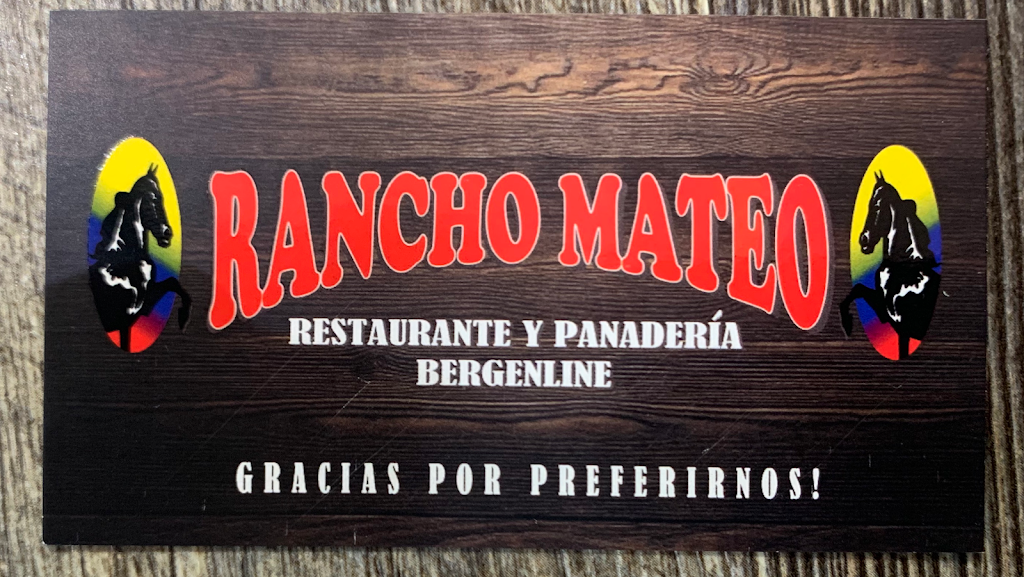 RANCHO MATEO
RESTAURANTE Y PANADERÍA
BERGENLINE
GRACIAS POR PREFERIRNOS!